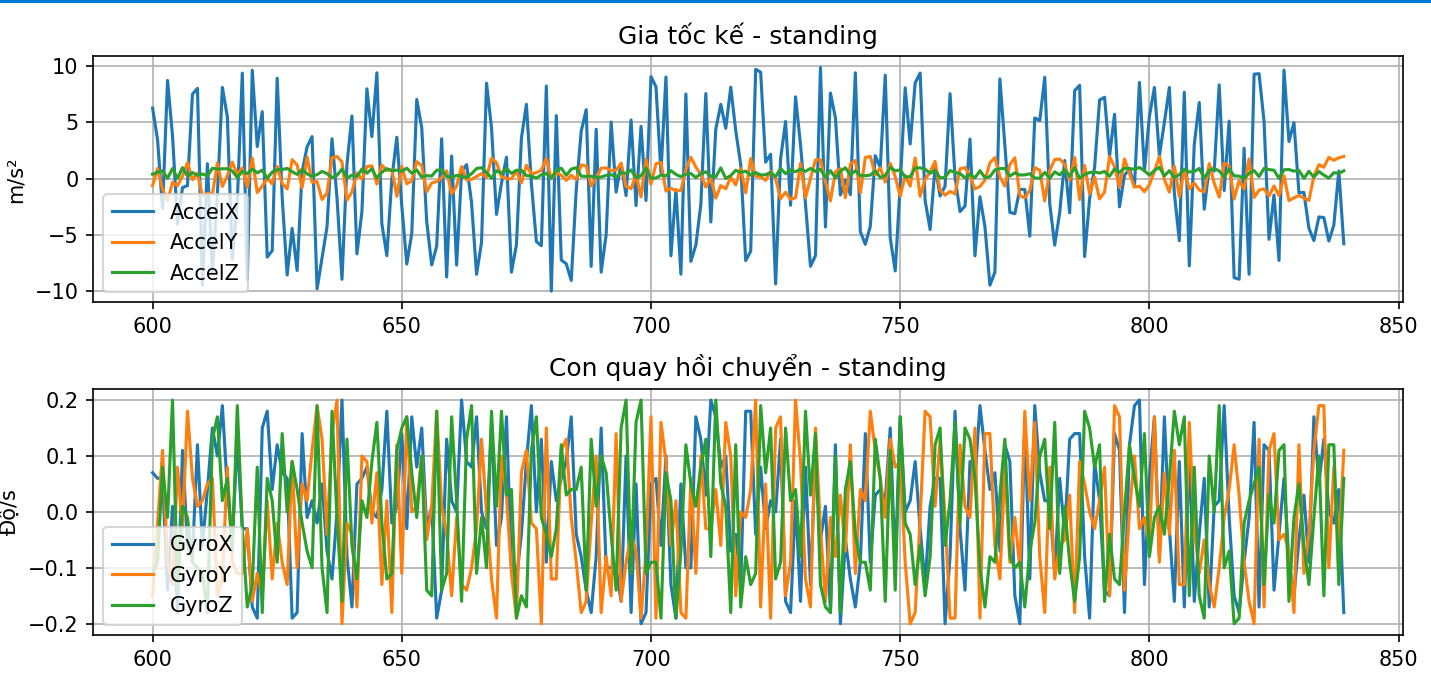 Gia tốc kế - standing
10
5
0
−5
−10
m/s²
AccelX
AccelY
AccelZ
600 650 700 750 800 850
Con quay hồi chuyển - standing
0.2
0.1
0.0
−0.1
−0.2
Độ/s
GyroX
GyroY
GyroZ
600 650 700 750 800 850